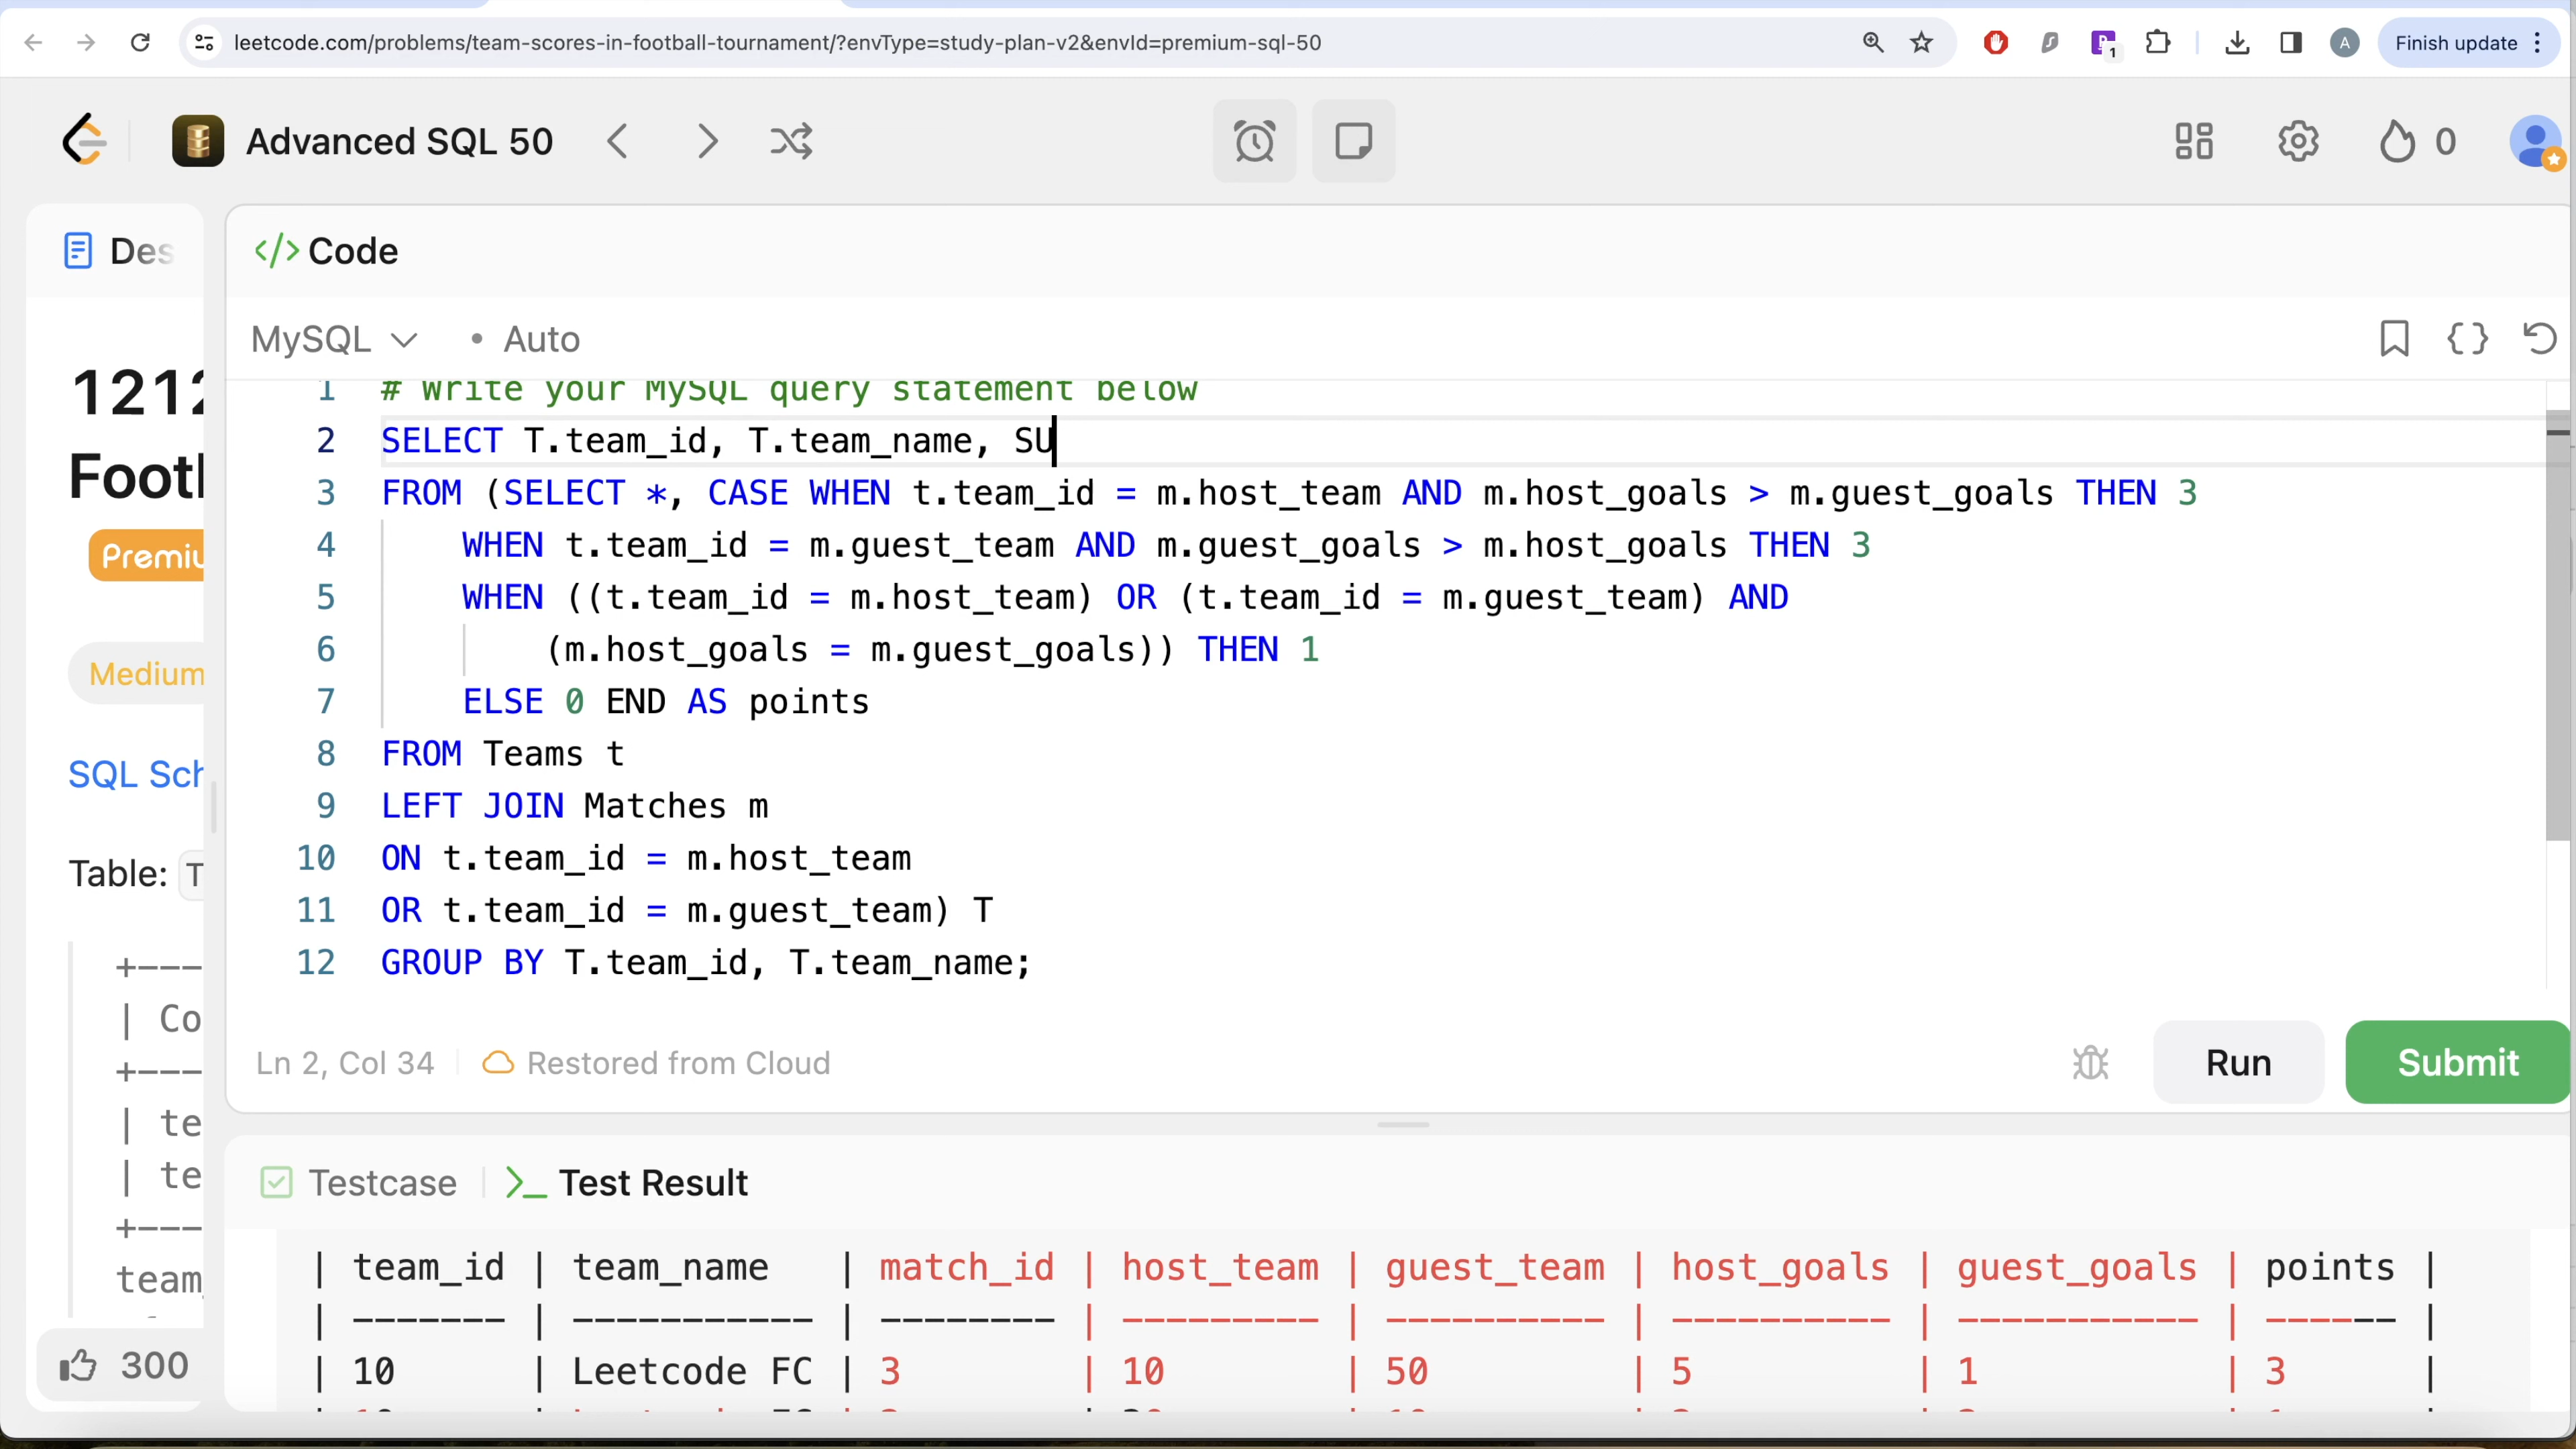 leetcode.com/problems/team-scores-in-football-tournament/?envType=study-plan-v2&envId=premium-sql-50
1
A
Finish update
Advanced SQL 50
0
Des
</> Code
MySQL
• Auto
1212
Footl
Premiu
Medium
SQL Sch
Table: T
+---
| Co
+---
| te
| te
+---
team_
300
1 # Write your MySQL query statement below
2 SELECT T.team_id, T.team_name, SU
3 FROM (SELECT *, CASE WHEN t.team_id = m.host_team AND m.host_goals > m.guest_goals THEN 3
4 WHEN t.team_id = m.guest_team AND m.guest_goals > m.host_goals THEN 3
5 WHEN ((t.team_id = m.host_team) OR (t.team_id = m.guest_team) AND
6 (m.host_goals = m.guest_goals)) THEN 1
7 ELSE 0 END AS points
8 FROM Teams t
9 LEFT JOIN Matches m
10 ON t.team_id = m.host_team
11 OR t.team_id = m.guest_team) T
12 GROUP BY T.team_id, T.team_name;
Ln 2, Col 34
Restored from Cloud
Run
Submit
Testcase
>_ Test Result
| team_id | team_name | match_id | host_team | guest_team | host_goals | guest_goals | points |
| ------- | ----------- | -------- | --------- | ---------- | ---------- | ----------- | ------ |
| 10 | Leetcode FC | 3 | 10 | 50 | 5 | 1 | 3 |